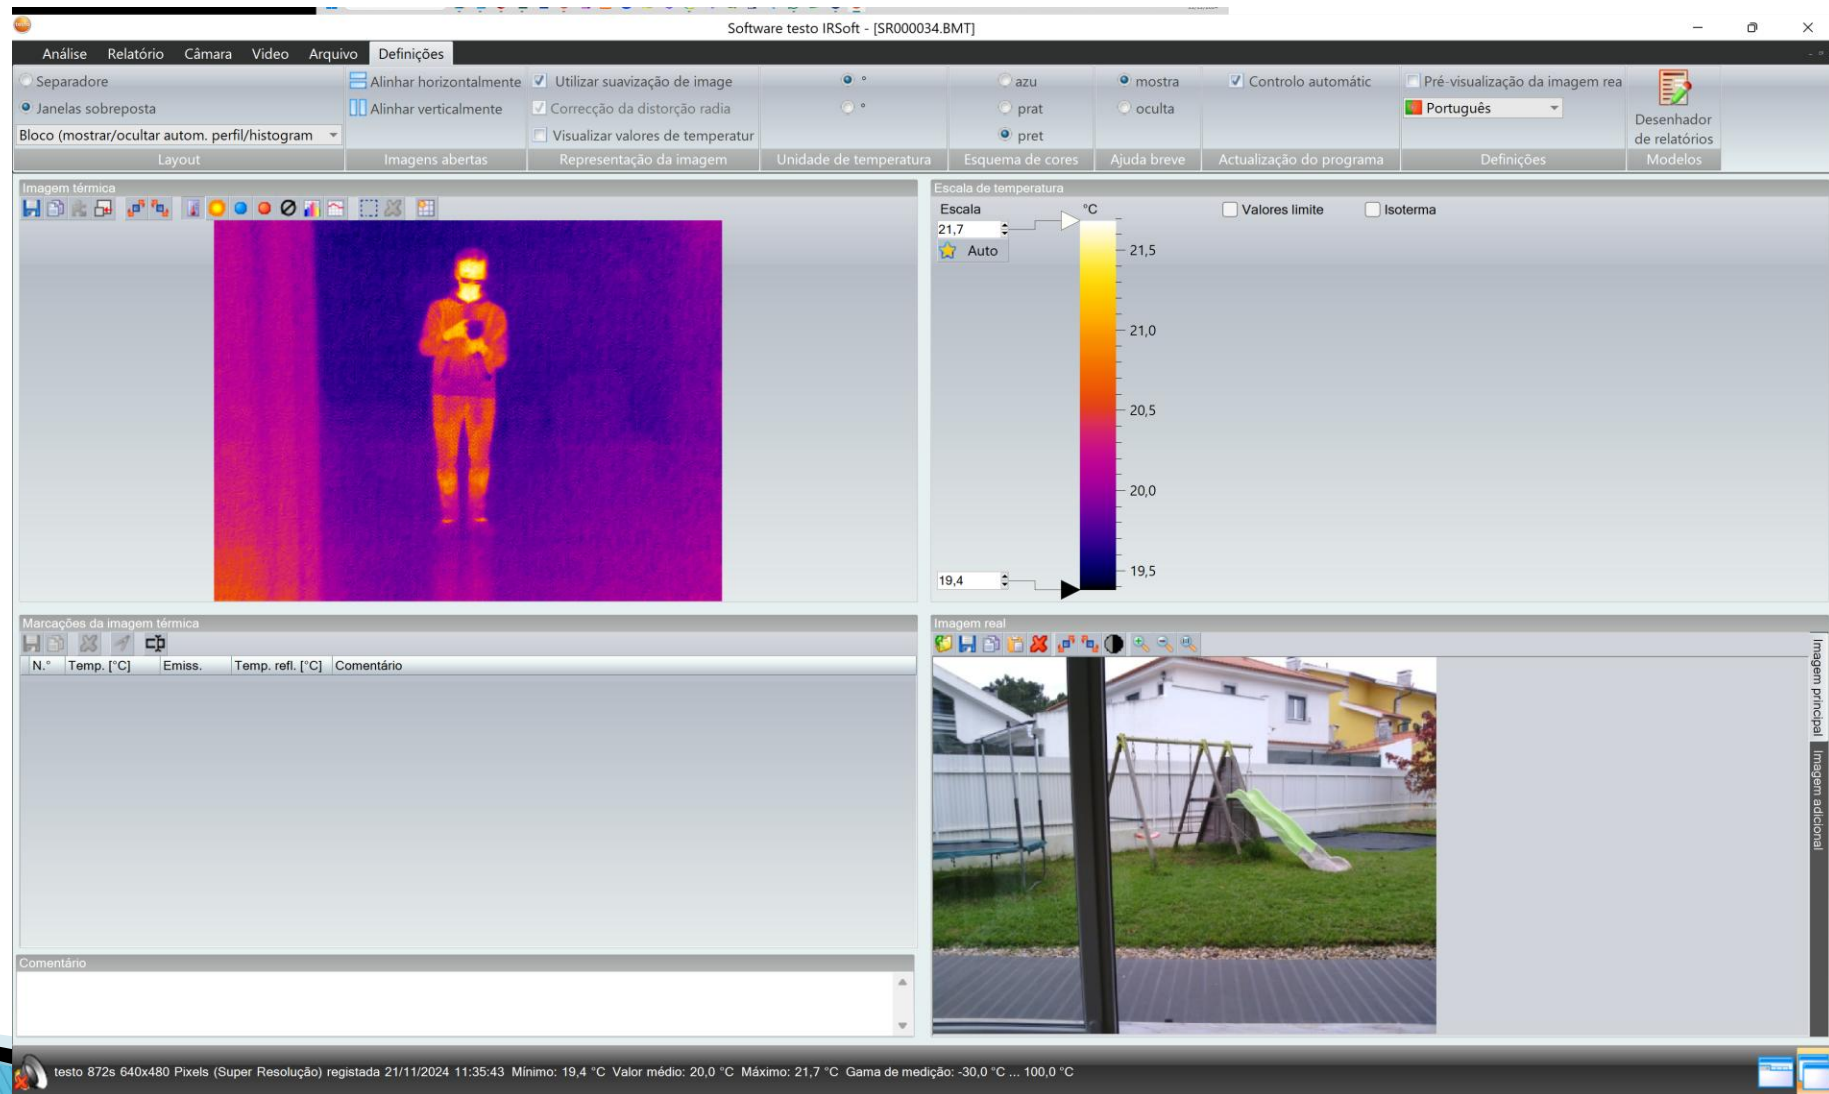 Software testo IRSoft - [SR000034.BMT]
Análise Relatório Câmara Video Arquivo Definições
Separadore
Janelas sobreposta
Bloco (mostrar/ocultar autom. perfil/histogram
Layout
Alinhar horizontalmente
Alinhar verticalmente
Imagens abertas
Utilizar suavização de image
Correcção da distorção radia
Visualizar valores de temperatur
Representação da imagem
°
°
Unidade de temperatura
azu
prat
pret
Esquema de cores
mostra
oculta
Ajuda breve
Controlo automátic
Actualização do programa
Pré-visualização da imagem rea
Português
Definições
Desenhador
de relatórios
Modelos
Imagem térmica
Escala de temperatura
Escala °C
21,7
Auto
Valores limite Isoterma
21,5
21,0
20,5
20,0
19,5
19,4
Marcações da imagem térmica
N.° Temp. [°C] Emiss. Temp. refl. [°C] Comentário
Comentário
Imagem real
Imagem principal
Imagem adicional
testo 872s 640x480 Pixels (Super Resolução) registada 21/11/2024 11:35:43 Mínimo: 19,4 °C Valor médio: 20,0 °C Máximo: 21,7 °C Gama de medição: -30,0 °C ... 100,0 °C